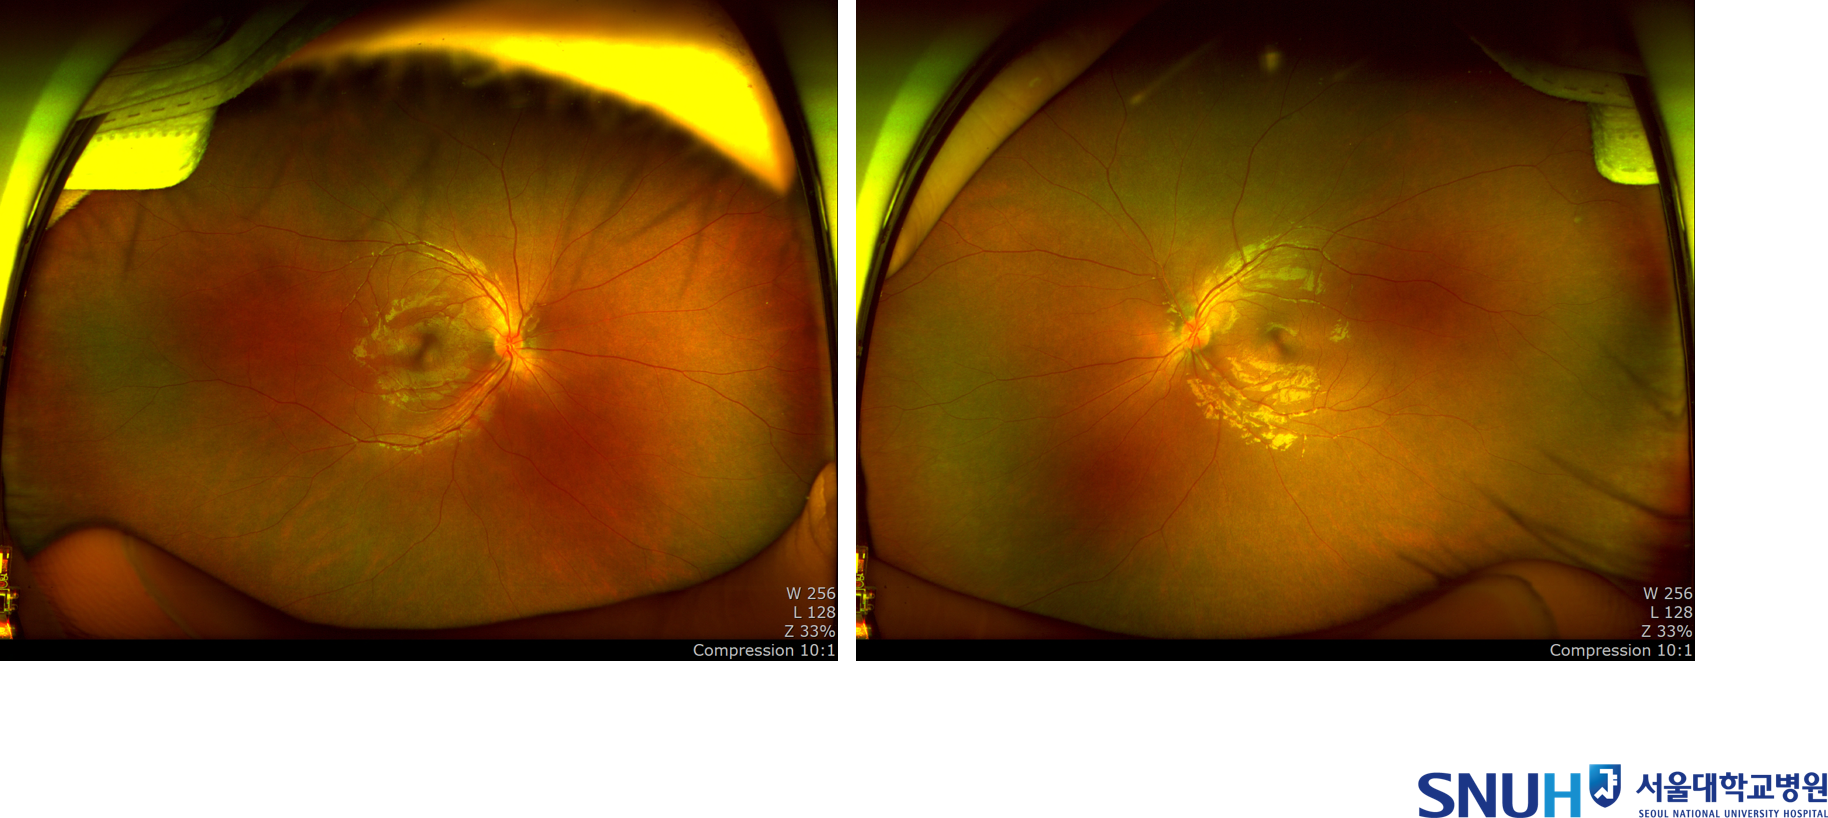 W 256
L 128
Z 33%
Compression 10:1
W 256
L 128
Z 33%
Compression 10:1
SNUH 서울대학교병원
SEOUL NATIONAL UNIVERSITY HOSPITAL